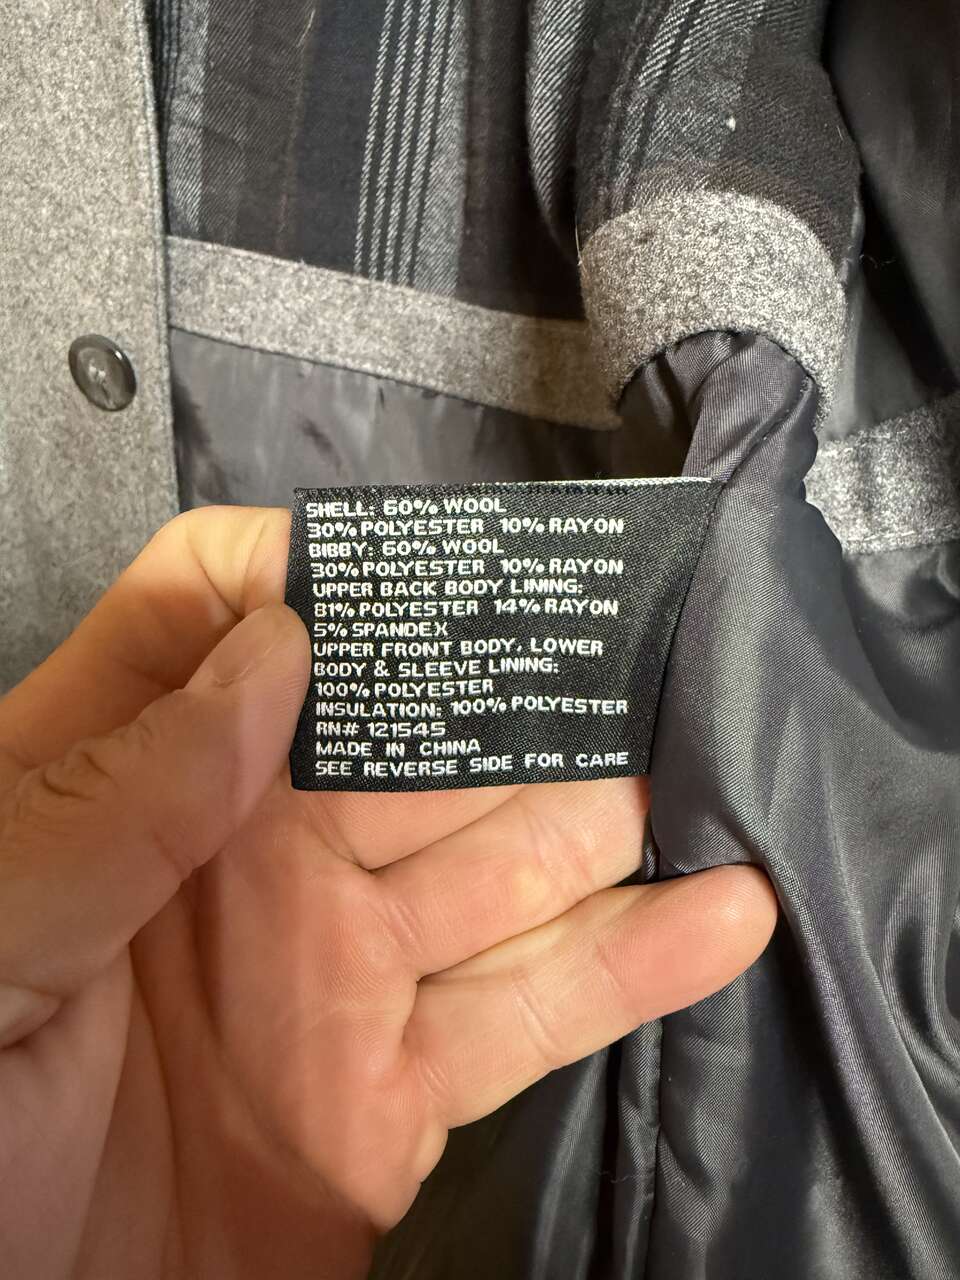 SHELL: 60% WOOL
30% POLYESTER 10% RAYON
BIBBY: 60% WOOL
30% POLYESTER 10% RAYON
UPPER BACK BODY LINING:
81% POLYESTER 14% RAYON
5% SPANDEX
UPPER FRONT BODY, LOWER
BODY & SLEEVE LINING:
100% POLYESTER
INSULATION: 100% POLYESTER
RN# 121545
MADE IN CHINA
SEE REVERSE SIDE FOR CARE